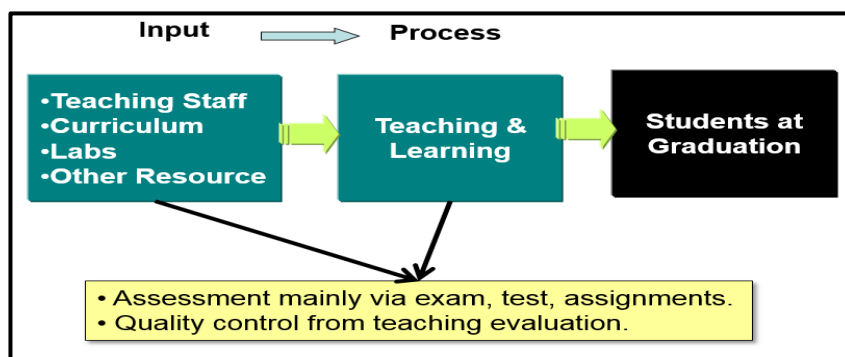 Input Process
•Teaching Staff
•Curriculum
•Labs
•Other Resource
Teaching &
Learning
Students at
Graduation
• Assessment mainly via exam, test, assignments.
• Quality control from teaching evaluation.